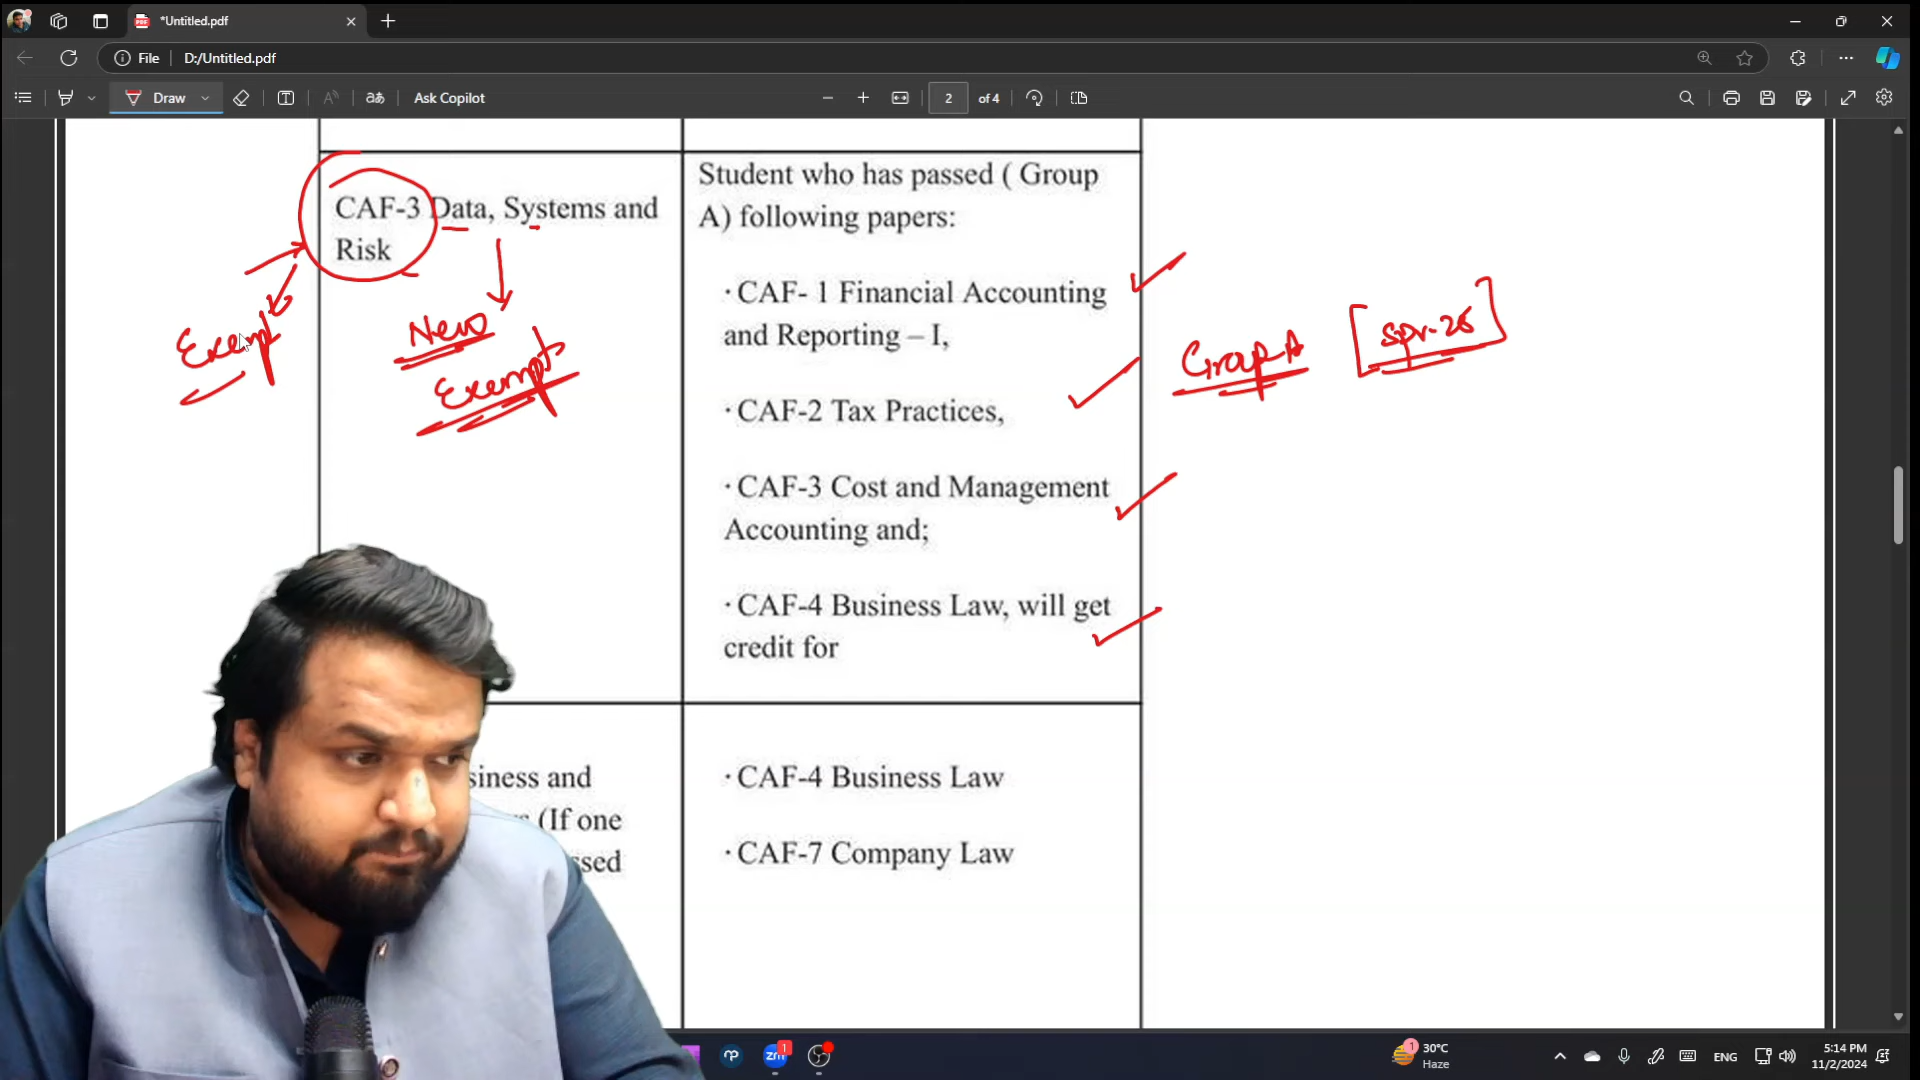 *Untitled.pdf
File
D:/Untitled.pdf
Draw
Ask Copilot
2
of 4
CAF-3 Data, Systems and
Risk
Student who has passed ( Group
A) following papers:
· CAF- 1 Financial Accounting
and Reporting – I,
· CAF-2 Tax Practices,
· CAF-3 Cost and Management
Accounting and;
· CAF-4 Business Law, will get
credit for
Exempt
New
Exempt
Group A
[Spr-26]
siness and
(If one
ssed
· CAF-4 Business Law
· CAF-7 Company Law
zm
1
1
30°C
Haze
ENG
5:14 PM
11/2/2024